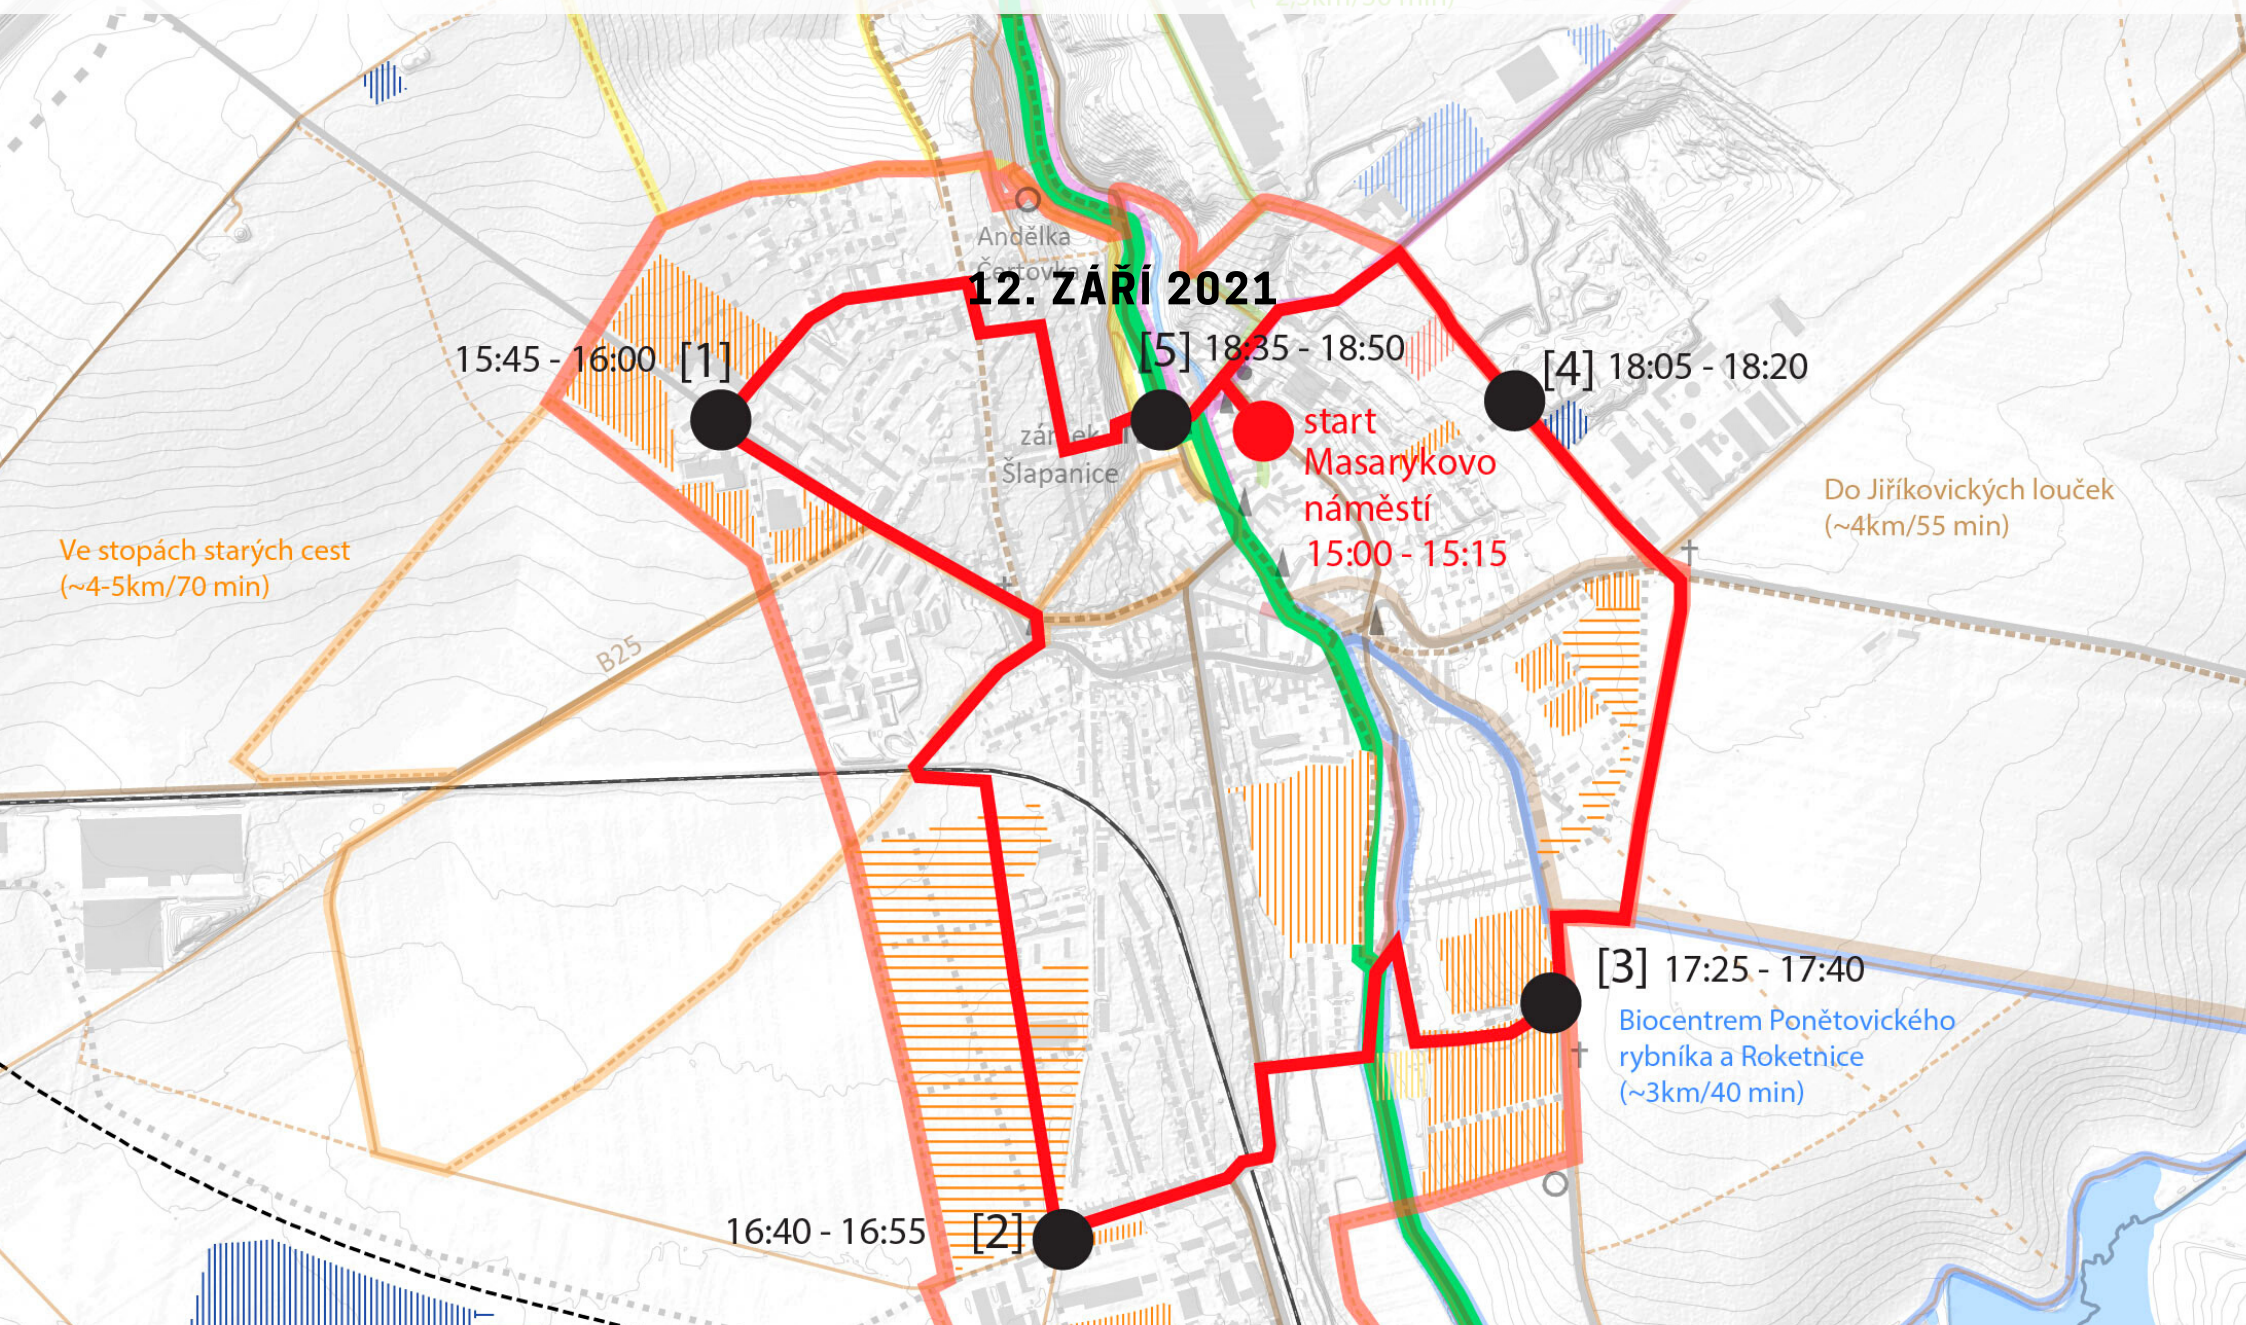 Andělka
Čertovka
12. ZÁŘÍ 2021
15:45 - 16:00 [1]
[5] 18:35 - 18:50
[4] 18:05 - 18:20
start
Masarykovo
náměstí
15:00 - 15:15
zámek
Šlapanice
Do Jiříkovických louček
(~4km/55 min)
Ve stopách starých cest
(~4-5km/70 min)
B25
[3] 17:25 - 17:40
Biocentrem Ponětovického
rybníka a Roketnice
(~3km/40 min)
16:40 - 16:55 [2]